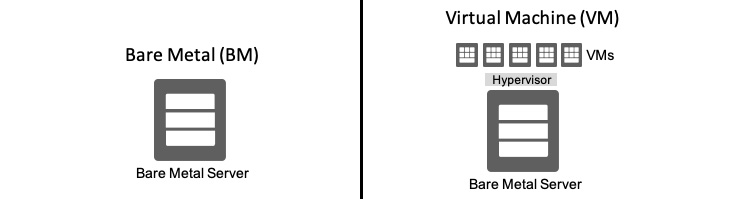 Bare Metal (BM)
Bare Metal Server
Virtual Machine (VM)
VMs
Hypervisor
Bare Metal Server